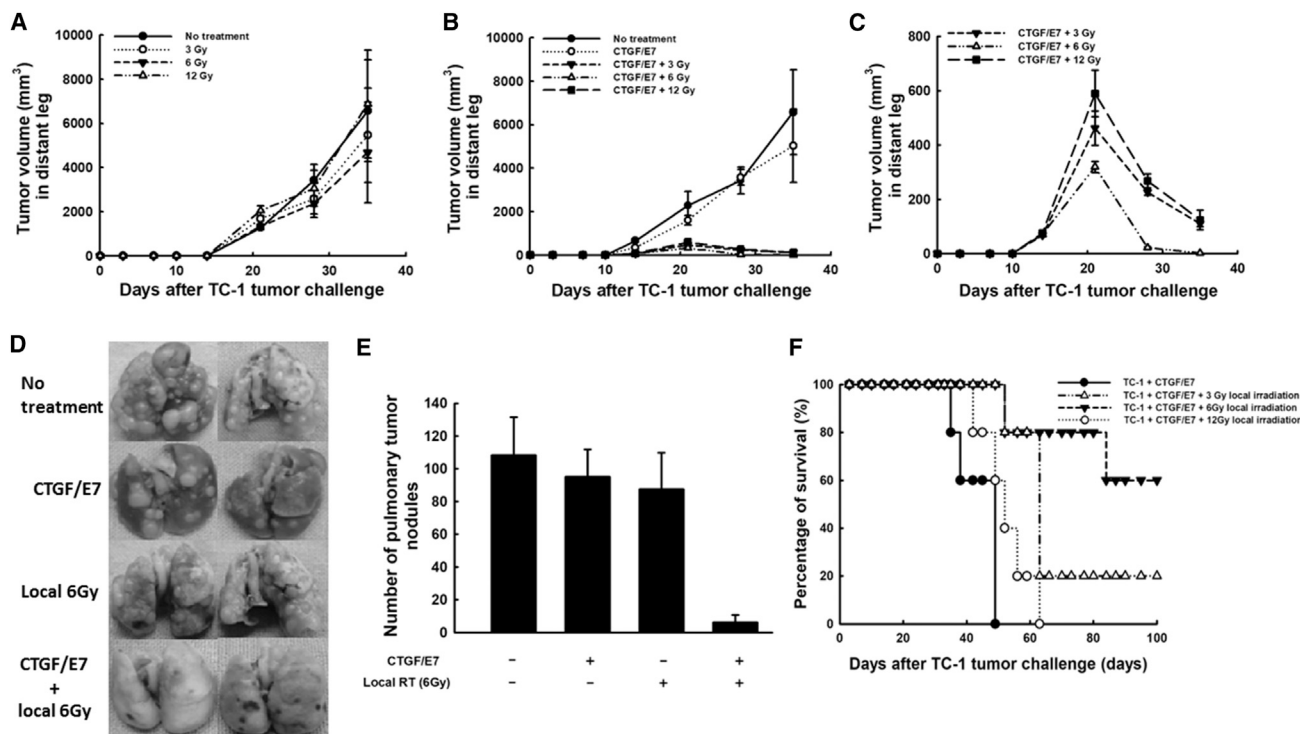 A
No treatment
3 Gy
6 Gy
12 Gy
Tumor volume (mm³)
in distant leg
10000
8000
6000
4000
2000
0
0 10 20 30 40
Days after TC-1 tumor challenge
B
No treatment
CTGF/E7
CTGF/E7 + 3 Gy
CTGF/E7 + 6 Gy
CTGF/E7 + 12 Gy
Tumor volume (mm³)
in distant leg
10000
8000
6000
4000
2000
0
0 10 20 30 40
Days after TC-1 tumor challenge
C
CTGF/E7 + 3 Gy
CTGF/E7 + 6 Gy
CTGF/E7 + 12 Gy
Tumor volume (mm³)
in distant leg
800
600
400
200
0
0 10 20 30 40
Days after TC-1 tumor challenge
D
No
treatment
CTGF/E7
Local 6Gy
CTGF/E7
+
local 6Gy
E
Number of pulmonary tumor
nodules
140
120
100
80
60
40
20
0
CTGF/E7 − + − +
Local RT (6Gy) − − + +
F
TC-1 + CTGF/E7
TC-1 + CTGF/E7 + 3 Gy local irradiation
TC-1 + CTGF/E7 + 6Gy local irradiation
TC-1 + CTGF/E7 + 12Gy local irradiation
Percentage of survival (%)
100
80
60
40
20
0
0 20 40 60 80 100
Days after TC-1 tumor challenge (days)